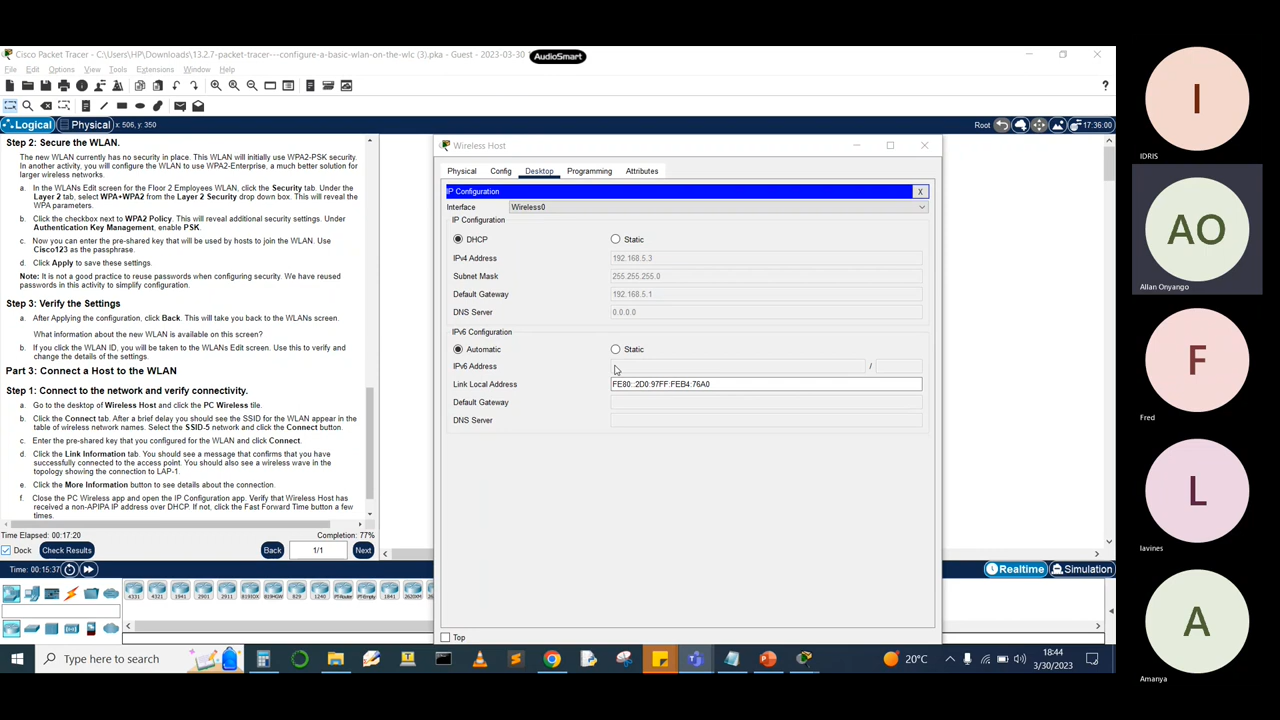 Cisco Packet Tracer - C:\Users\HP\Downloads\13.2.7-packet-tracer---configure-a-basic-wlan-on-the-wlc (3).pka - Guest - 2023-03-30
AudioSmart
File Edit Options View Tools Extensions Window Help
?
Logical Physical x: 506, y: 350
Root 17:36:00
Step 2: Secure the WLAN.
The new WLAN currently has no security in place. This WLAN will initially use WPA2-PSK security.
In another activity, you will configure the WLAN to use WPA2-Enterprise, a much better solution for
larger wireless networks.
a. In the WLANs Edit screen for the Floor 2 Employees WLAN, click the Security tab. Under the
Layer 2 tab, select WPA+WPA2 from the Layer 2 Security drop down box. This will reveal the
WPA parameters.
b. Click the checkbox next to WPA2 Policy. This will reveal additional security settings. Under
Authentication Key Management, enable PSK.
c. Now you can enter the pre-shared key that will be used by hosts to join the WLAN. Use
Cisco123 as the passphrase.
d. Click Apply to save these settings.
Note: It is not a good practice to reuse passwords when configuring security. We have reused
passwords in this activity to simplify configuration.
Step 3: Verify the Settings
a. After Applying the configuration, click Back. This will take you back to the WLANs screen.
What information about the new WLAN is available on this screen?
b. If you click the WLAN ID, you will be taken to the WLANs Edit screen. Use this to verify and
change the details of the settings.
Part 3: Connect a Host to the WLAN
Step 1: Connect to the network and verify connectivity.
a. Go to the desktop of Wireless Host and click the PC Wireless tile.
b. Click the Connect tab. After a brief delay you should see the SSID for the WLAN appear in the
table of wireless network names. Select the SSID-5 network and click the Connect button.
c. Enter the pre-shared key that you configured for the WLAN and click Connect.
d. Click the Link Information tab. You should see a message that confirms that you have
successfully connected to the access point. You should also see a wireless wave in the
topology showing the connection to LAP-1.
e. Click the More Information button to see details about the connection.
f. Close the PC Wireless app and open the IP Configuration app. Verify that Wireless Host has
received a non-APIPA IP address over DHCP. If not, click the Fast Forward Time button a few
times.
Time Elapsed: 00:17:20 Completion: 77%
Dock Check Results Back 1/1 Next
Time: 00:15:37
Realtime Simulation
4331 4321 1941 2901 2911 819IOX 819HGW 829 1240 PT-Router PT-Empty 1841 2620XM
Wireless Host
Physical Config Desktop Programming Attributes
IP Configuration X
Interface Wireless0
IP Configuration
DHCP Static
IPv4 Address 192.168.5.3
Subnet Mask 255.255.255.0
Default Gateway 192.168.5.1
DNS Server 0.0.0.0
IPv6 Configuration
Automatic Static
IPv6 Address /
Link Local Address FE80::2D0:97FF:FEB4:76A0
Default Gateway
DNS Server
Top
Type here to search
20°C
18:44
3/30/2023
I
IDRIS
AO
Allan Onyango
F
Fred
L
lavines
A
Amanya